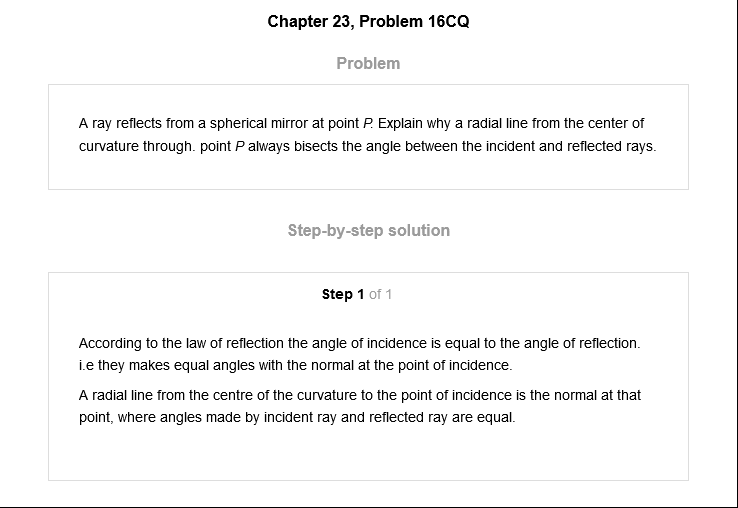 Chapter 23, Problem 16CQ
Problem
A ray reflects from a spherical mirror at point P. Explain why a radial line from the center of
curvature through. point P always bisects the angle between the incident and reflected rays.
Step-by-step solution
Step 1 of 1
According to the law of reflection the angle of incidence is equal to the angle of reflection.
i.e they makes equal angles with the normal at the point of incidence.
A radial line from the centre of the curvature to the point of incidence is the normal at that
point, where angles made by incident ray and reflected ray are equal.